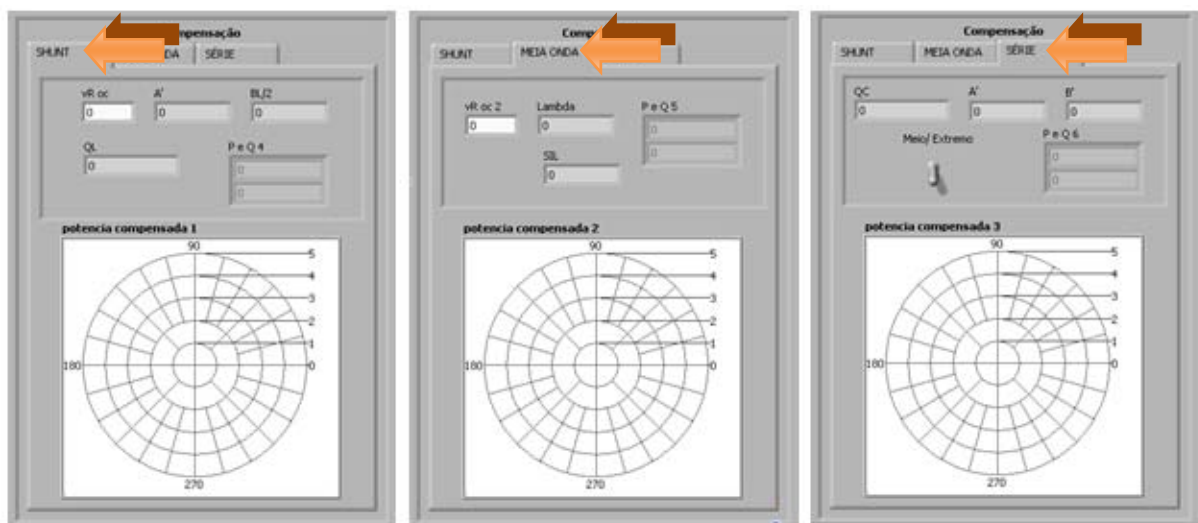 Compensação
SHUNT
DA
SÉRIE
vR oc
A'
BL/2
0
0
0
QL
P e Q 4
0
0
0
potencia compensada 1
90
5
4
3
2
1
180
0
270
SHUNT
MEIA ONDA
vR oc 2
Lambda
P e Q 5
0
0
0
SIL
0
0
potencia compensada 2
90
5
4
3
2
1
180
0
270
Compensação
SHUNT
MEIA ONDA
SÉRIE
QC
A'
B'
0
0
0
Meio/ Extremo
P e Q 6
0
0
potencia compensada 3
90
5
4
3
2
1
180
0
270